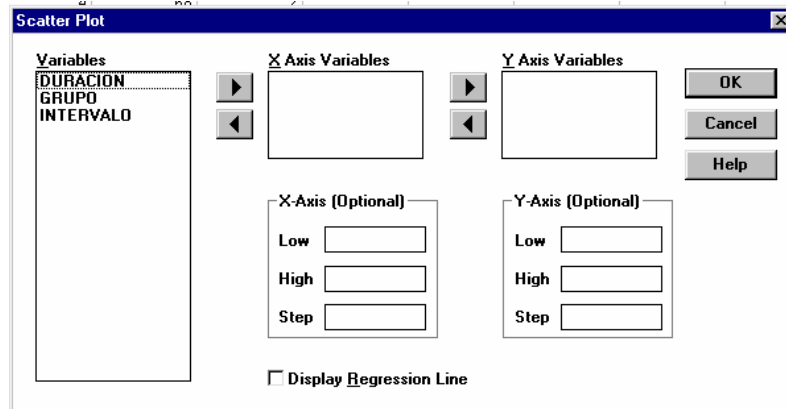 Scatter Plot
Variables
DURACION
GRUPO
INTERVALO
X Axis Variables
Y Axis Variables
OK
Cancel
Help
X-Axis (Optional)
Low
High
Step
Y-Axis (Optional)
Low
High
Step
Display Regression Line